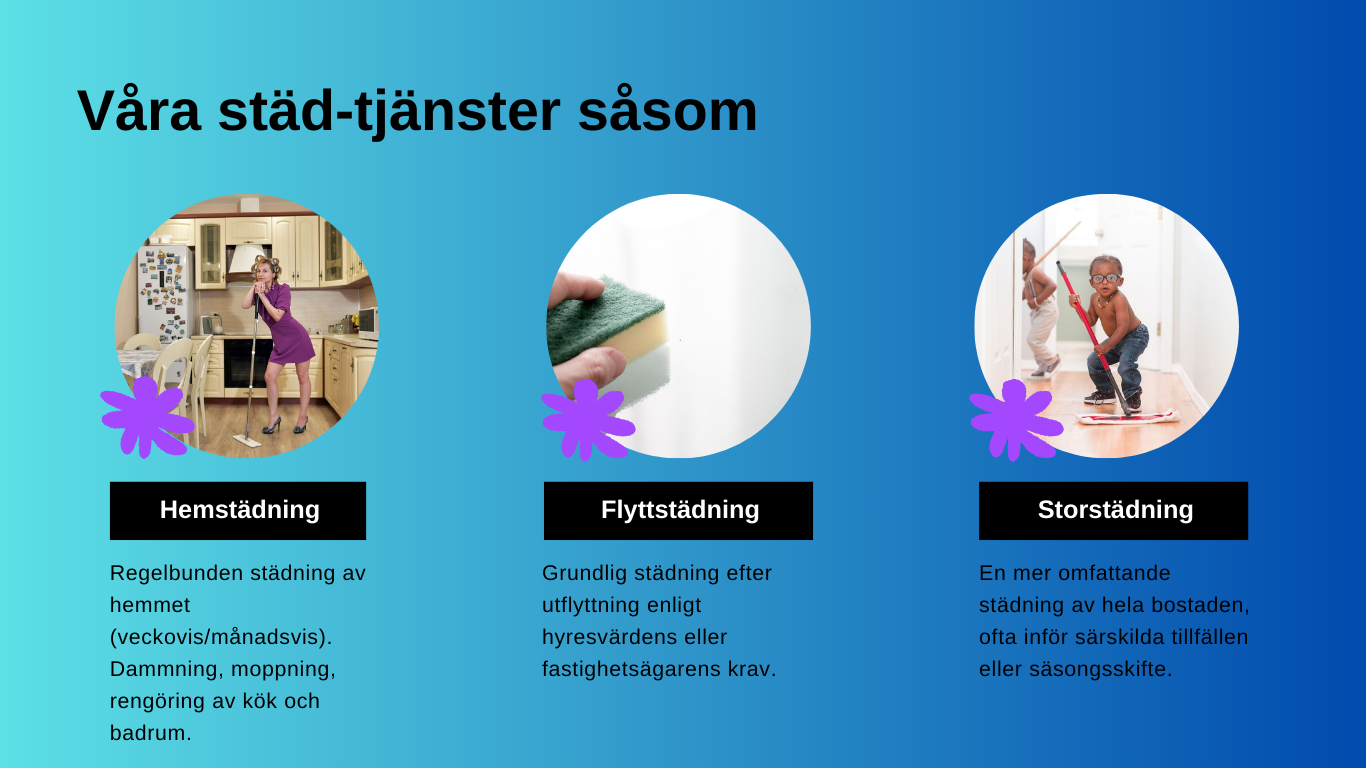 Våra städ-tjänster såsom
Hemstädning
Regelbunden städning av
hemmet
(veckovis/månadsvis).
Dammning, moppning,
rengöring av kök och
badrum.
Flyttstädning
Grundlig städning efter
utflyttning enligt
hyresvärdens eller
fastighetsägarens krav.
Storstädning
En mer omfattande
städning av hela bostaden,
ofta inför särskilda tillfällen
eller säsongsskifte.